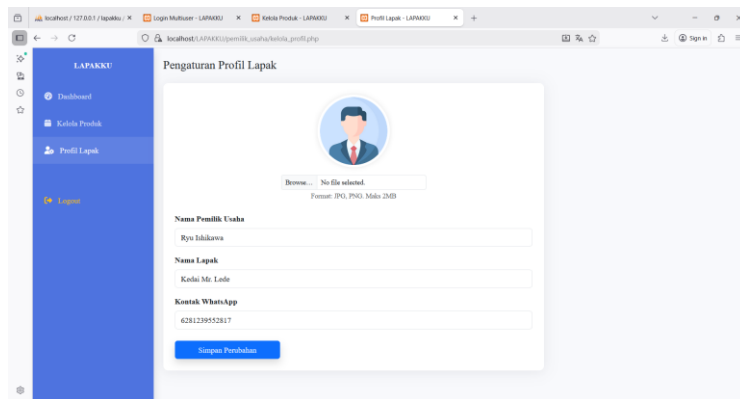 localhost / 127.0.0.1 / lapakku /
Login Multiuser - LAPAKKU
Kelola Produk - LAPAKKU
Profil Lapak - LAPAKKU
localhost/LAPAKKU/pemilik_usaha/kelola_profil.php
Sign in
LAPAKKU
Dashboard
Kelola Produk
Profil Lapak
Logout
Pengaturan Profil Lapak
Browse... No file selected.
Format: JPG, PNG. Maks 2MB
Nama Pemilik Usaha
Ryu Ishikawa
Nama Lapak
Kedai Mr. Lede
Kontak WhatsApp
6281239552817
Simpan Perubahan